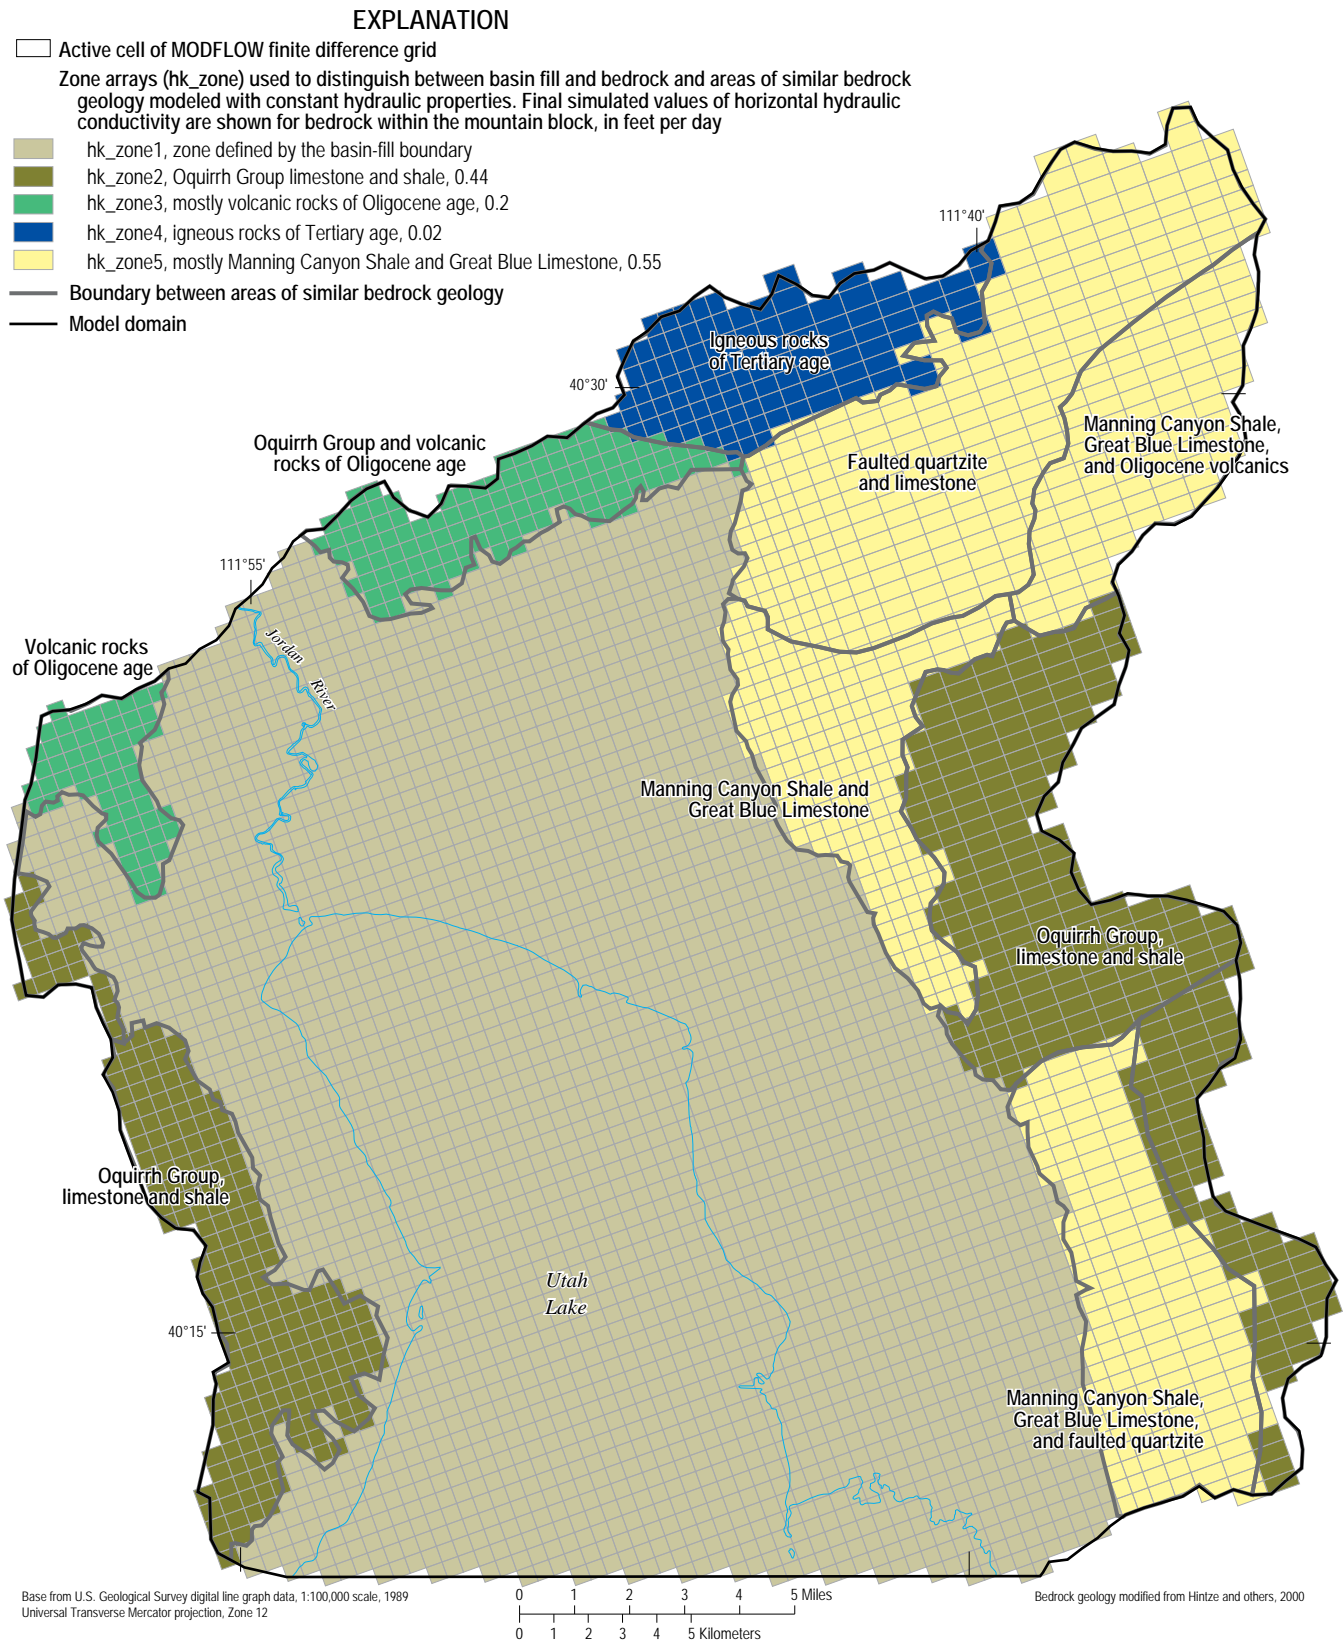 EXPLANATION
Active cell of MODFLOW finite difference grid
Zone arrays (hk_zone) used to distinguish between basin fill and bedrock and areas of similar bedrock
geology modeled with constant hydraulic properties. Final simulated values of horizontal hydraulic
conductivity are shown for bedrock within the mountain block, in feet per day
hk_zone1, zone defined by the basin-fill boundary
hk_zone2, Oquirrh Group limestone and shale, 0.44
hk_zone3, mostly volcanic rocks of Oligocene age, 0.2
hk_zone4, igneous rocks of Tertiary age, 0.02
hk_zone5, mostly Manning Canyon Shale and Great Blue Limestone, 0.55
Boundary between areas of similar bedrock geology
Model domain
111°40'
Igneous rocks
of Tertiary age
40°30'
Manning Canyon Shale,
Great Blue Limestone,
and Oligocene volcanics
Oquirrh Group and volcanic
rocks of Oligocene age
Faulted quartzite
and limestone
111°55'
Volcanic rocks
of Oligocene age
Jordan
River
Manning Canyon Shale and
Great Blue Limestone
Oquirrh Group,
limestone and shale
Oquirrh Group,
limestone and shale
Utah
Lake
40°15'
Manning Canyon Shale,
Great Blue Limestone,
and faulted quartzite
Base from U.S. Geological Survey digital line graph data, 1:100,000 scale, 1989
Universal Transverse Mercator projection, Zone 12
0 1 2 3 4 5 Miles
0 1 2 3 4 5 Kilometers
Bedrock geology modified from Hintze and others, 2000